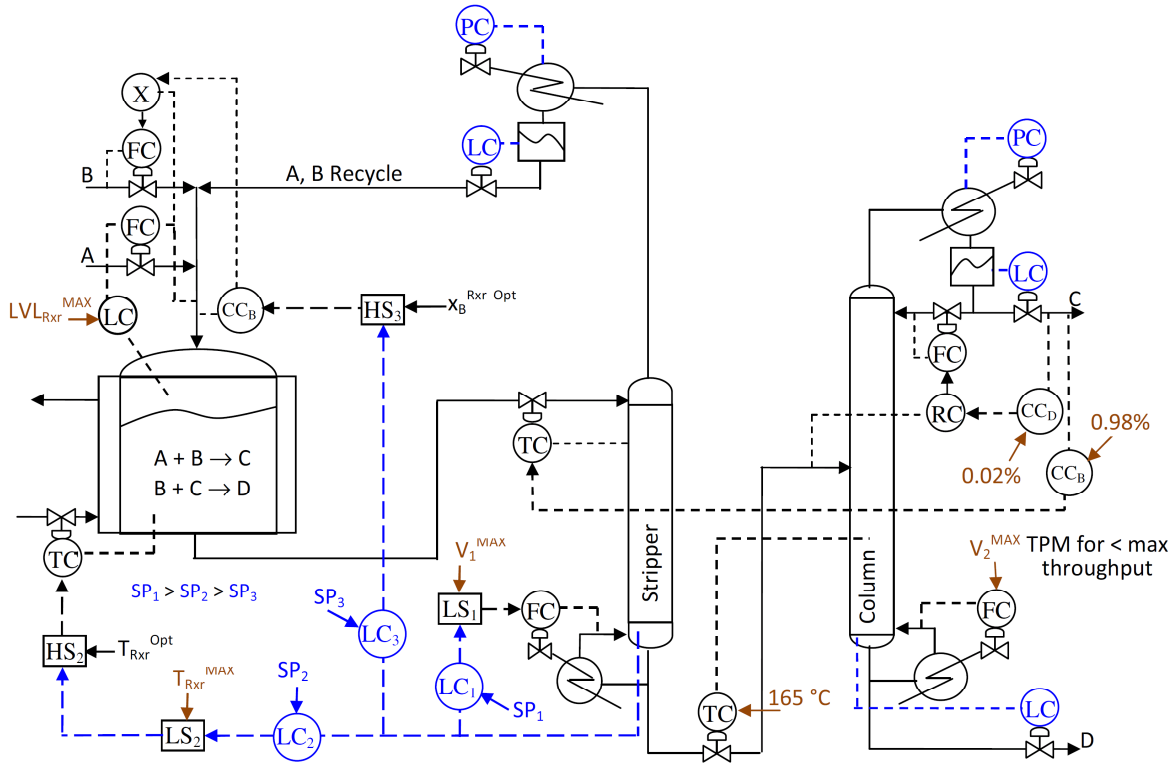 PC
X
FC
LC
B
A, B Recycle
PC
FC
A
LC
C
LVL_Rxr^MAX
LC
CC_B
HS_3
x_B^Rxr Opt
FC
RC
CC_D
0.98%
TC
0.02%
CC_B
A + B → C
B + C → D
TC
SP_1 > SP_2 > SP_3
V_1^MAX
Stripper
Column
V_2^MAX
TPM for < max
throughput
SP_3
LS_1
FC
FC
LC_3
HS_2
T_Rxr^Opt
T_Rxr^MAX
SP_2
LC_1
SP_1
165 °C
TC
LS_2
LC_2
LC
D